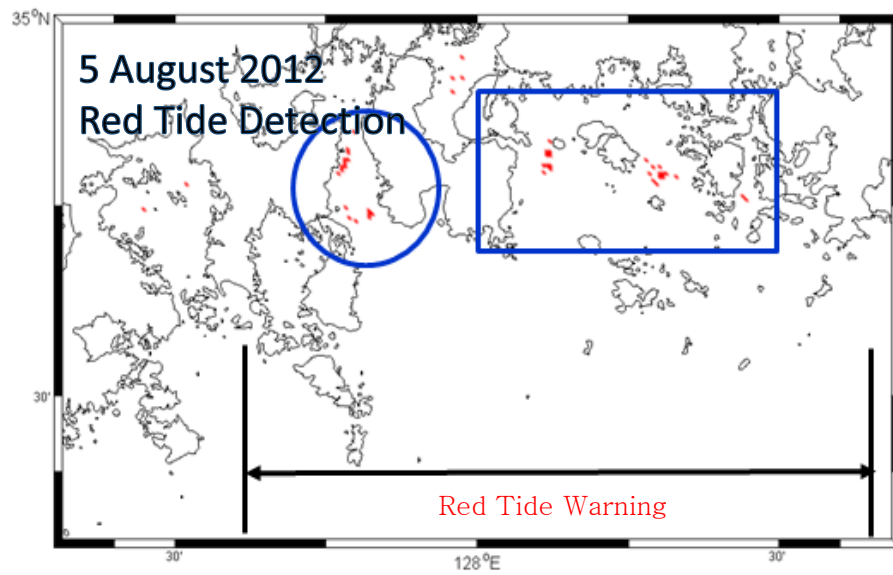 35°N
5 August 2012
Red Tide Detection
30'
Red Tide Warning
30'
128°E
30'